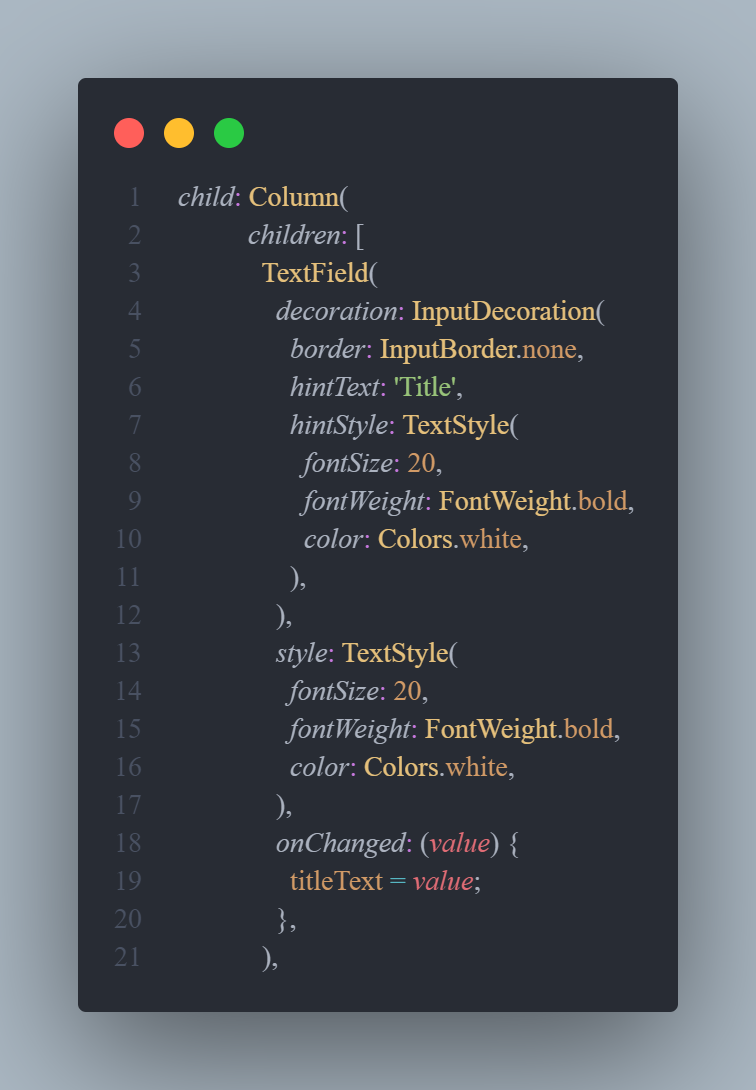 1 child: Column(
2 children: [
3 TextField(
4 decoration: InputDecoration(
5 border: InputBorder.none,
6 hintText: 'Title',
7 hintStyle: TextStyle(
8 fontSize: 20,
9 fontWeight: FontWeight.bold,
10 color: Colors.white,
11 ),
12 ),
13 style: TextStyle(
14 fontSize: 20,
15 fontWeight: FontWeight.bold,
16 color: Colors.white,
17 ),
18 onChanged: (value) {
19 titleText = value;
20 },
21 ),